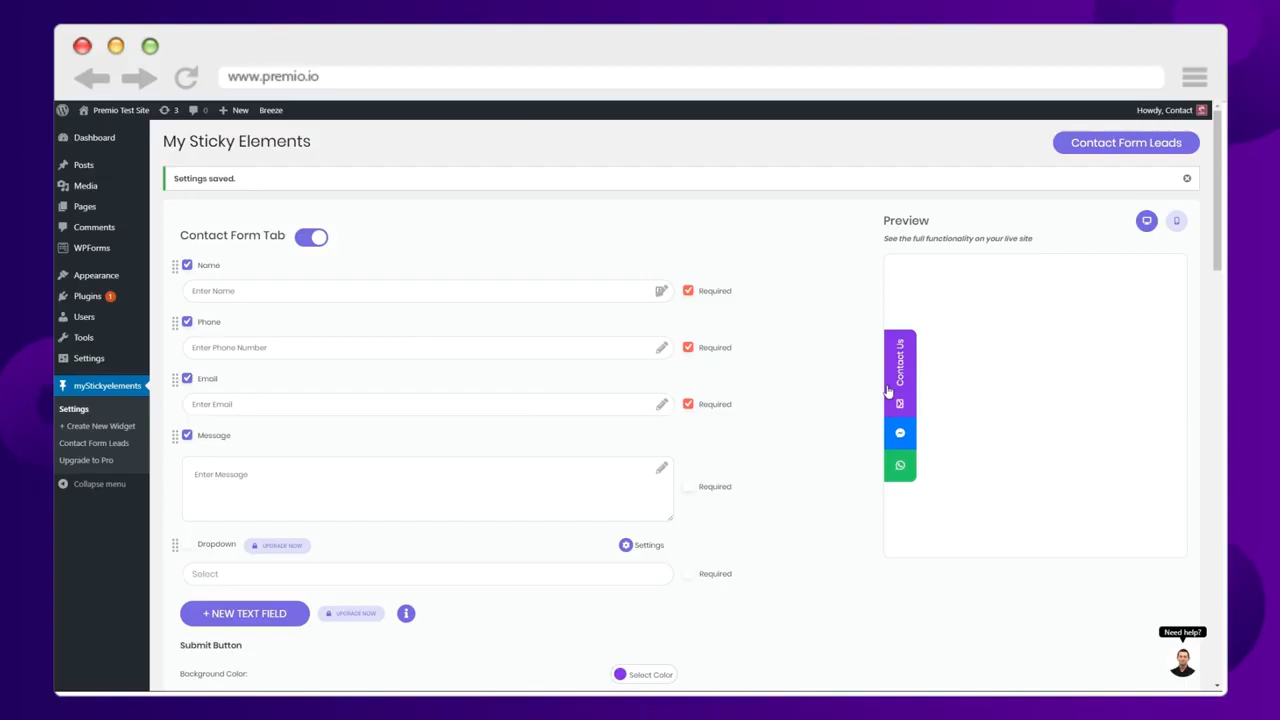 www.premio.io
Premio Test Site 3 0 + New Breeze Howdy, Contact
Dashboard
Posts
Media
Pages
Comments
WPForms
Appearance
Plugins 1
Users
Tools
Settings
myStickyelements
Settings
+ Create New Widget
Contact Form Leads
Upgrade to Pro
Collapse menu
My Sticky Elements
Contact Form Leads
Settings saved.
Contact Form Tab
Name
Enter Name Required
Phone
Enter Phone Number Required
Email
Enter Email Required
Message
Enter Message Required
Dropdown UPGRADE NOW Settings
Select Required
+ NEW TEXT FIELD UPGRADE NOW
Submit Button
Background Color: Select Color
Preview
See the full functionality on your live site
Contact Us
Need help?